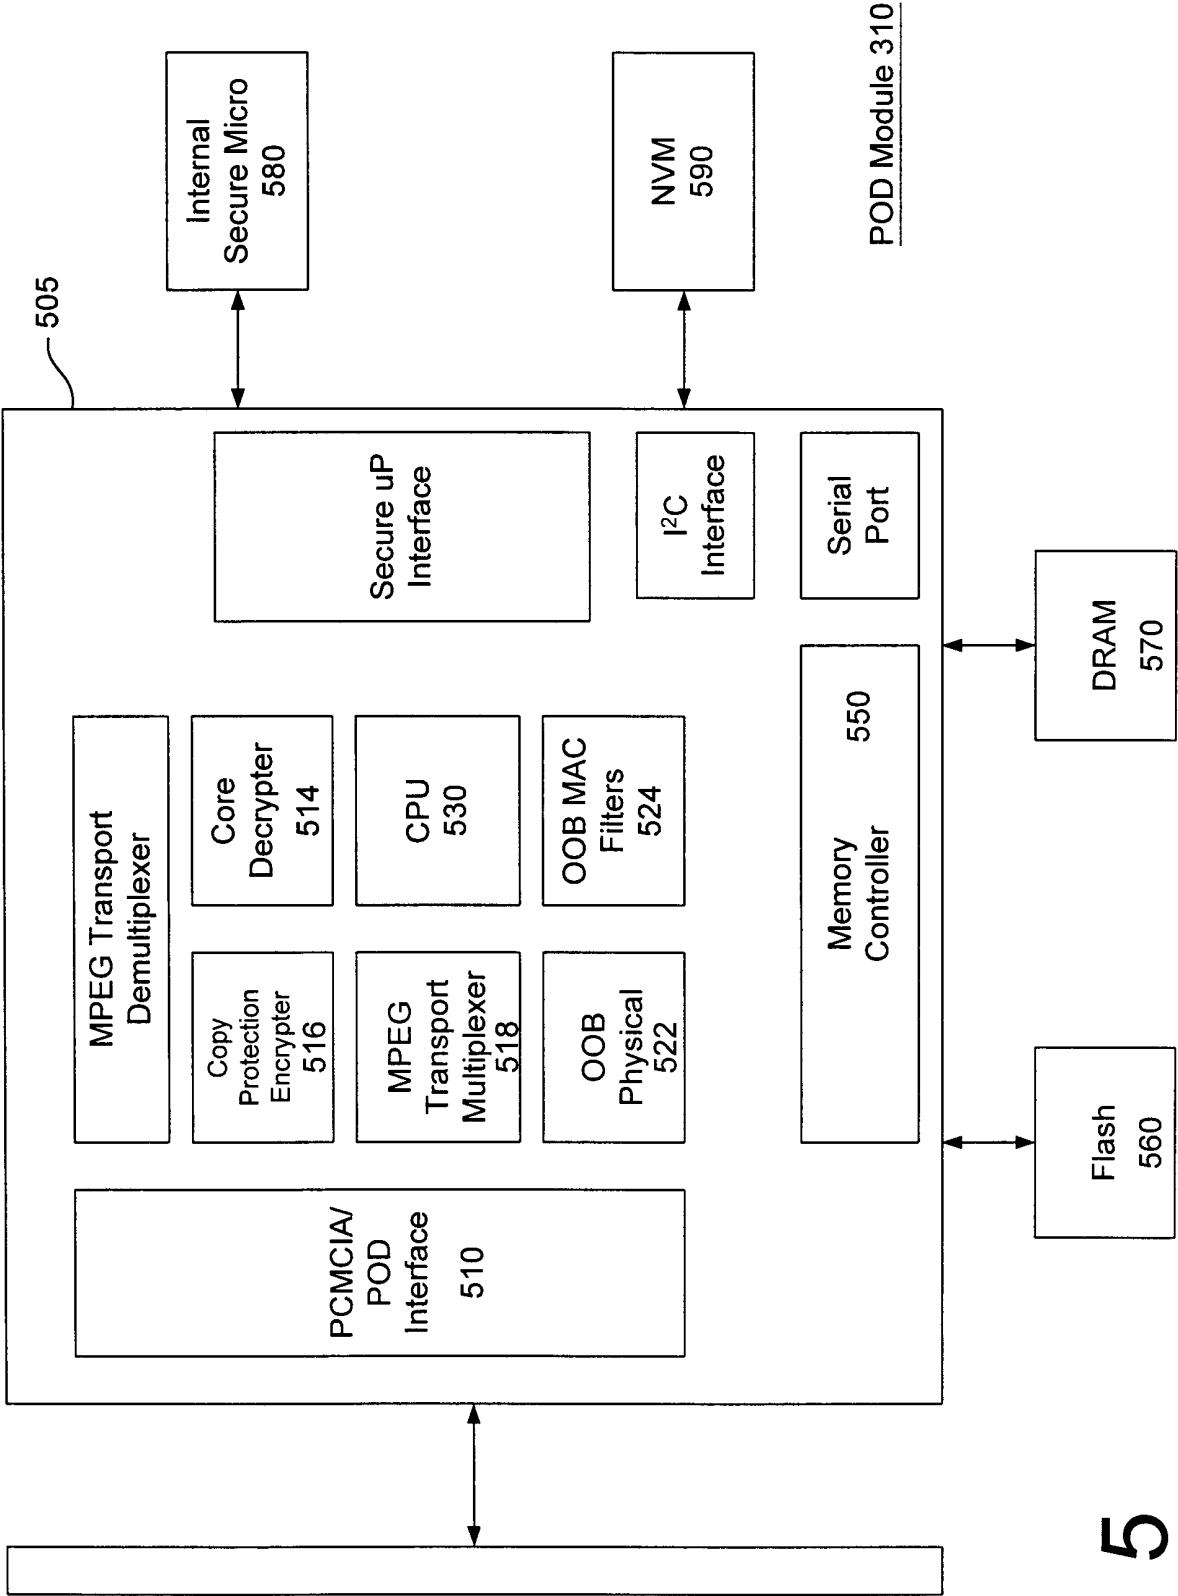 505
MPEG Transport
Demultiplexer
PCMCIA/
POD
Interface
510
Copy
Protection
Encrypter
516
Core
Decrypter
514
MPEG
Transport
Multiplexer
518
CPU
530
OOB
Physical
522
OOB MAC
Filters
524
Secure uP
Interface
I²C
Interface
Serial
Port
Memory
Controller
550
Internal
Secure Micro
580
NVM
590
Flash
560
DRAM
570
POD Module 310
5